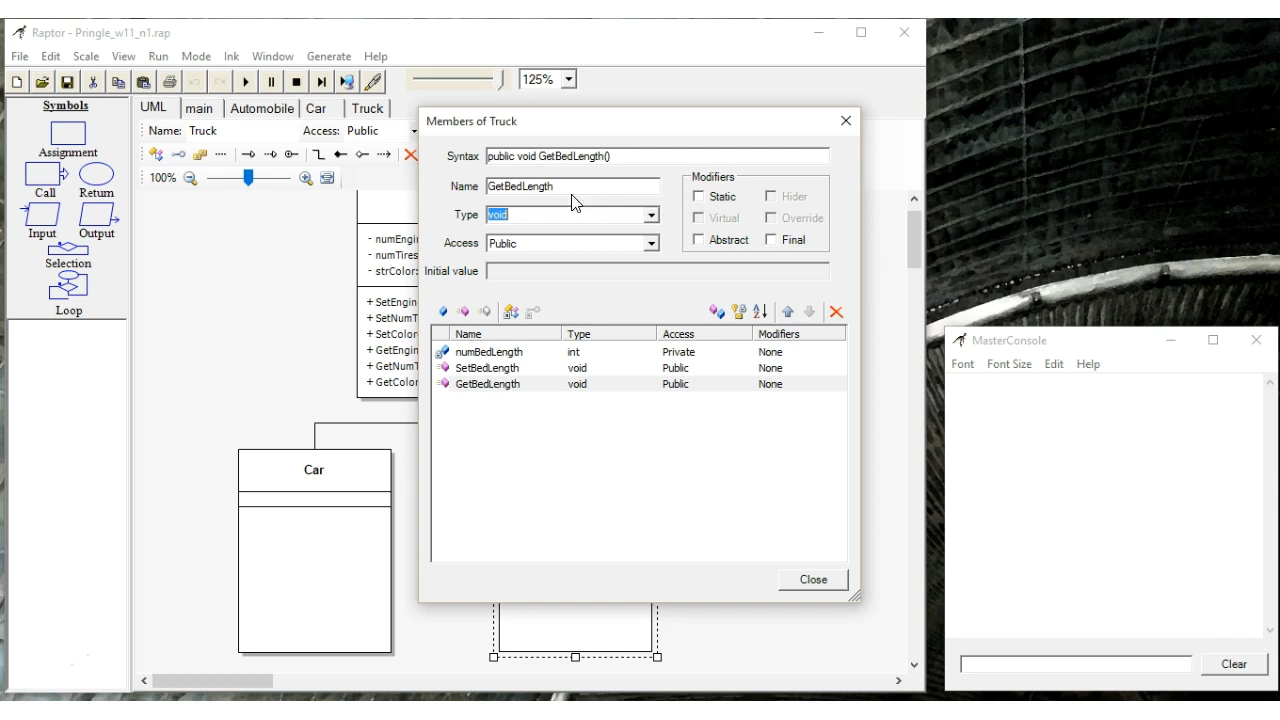 Raptor - Pringle_w11_n1.rap
File Edit Scale View Run Mode Ink Window Generate Help
125%
Symbols
Assignment
Call Return
Input Output
Selection
Loop
UML main Automobile Car Truck
Name: Truck Access: Public
100%
- numEngi
- numTires
- strColor:
+ SetEngin
+ SetNumT
+ SetColor
+ GetEngin
+ GetNumT
+ GetColor
Car
Members of Truck
Syntax public void GetBedLength()
Name GetBedLength
Type void
Access Public
Initial value
Modifiers
Static Hider
Virtual Override
Abstract Final
Name Type Access Modifiers
numBedLength int Private None
SetBedLength void Public None
GetBedLength void Public None
Close
MasterConsole
Font Font Size Edit Help
Clear